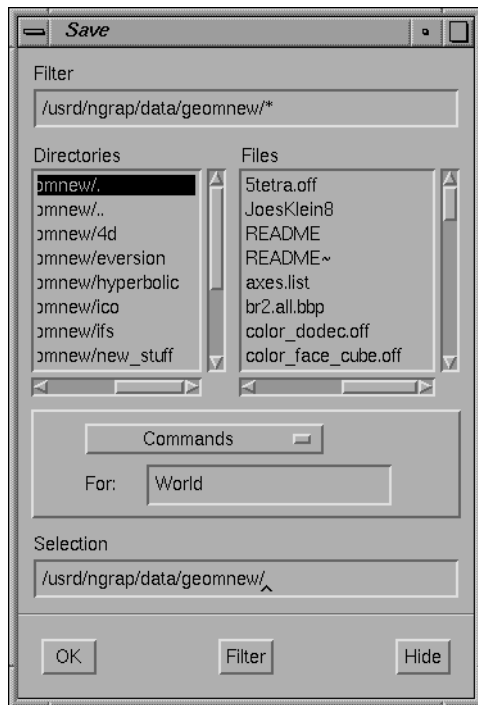 Save
Filter
/usrd/ngrap/data/geomnew/*
Directories
omnew/.
omnew/..
omnew/4d
omnew/eversion
omnew/hyperbolic
omnew/ico
omnew/ifs
omnew/new_stuff
Files
5tetra.off
JoesKlein8
README
README~
axes.list
br2.all.bbp
color_dodec.off
color_face_cube.off
Commands
For: World
Selection
/usrd/ngrap/data/geomnew/
OK Filter Hide